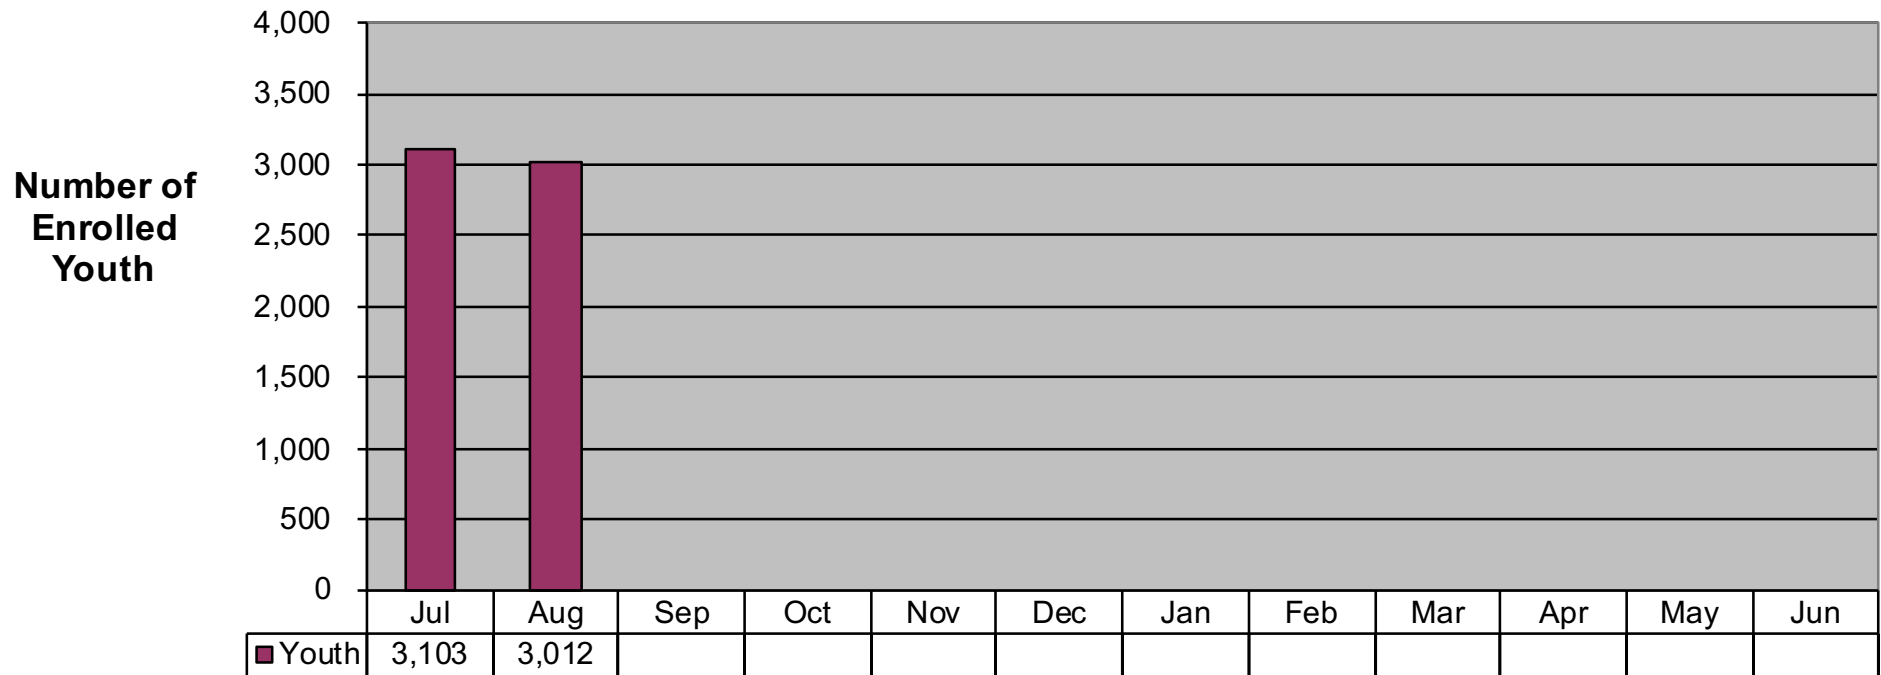 4,000
3,500
3,000
2,500
2,000
1,500
1,000
500
0
Number of
Enrolled
Youth
Jul Aug Sep Oct Nov Dec Jan Feb Mar Apr May Jun
Youth 3,103 3,012